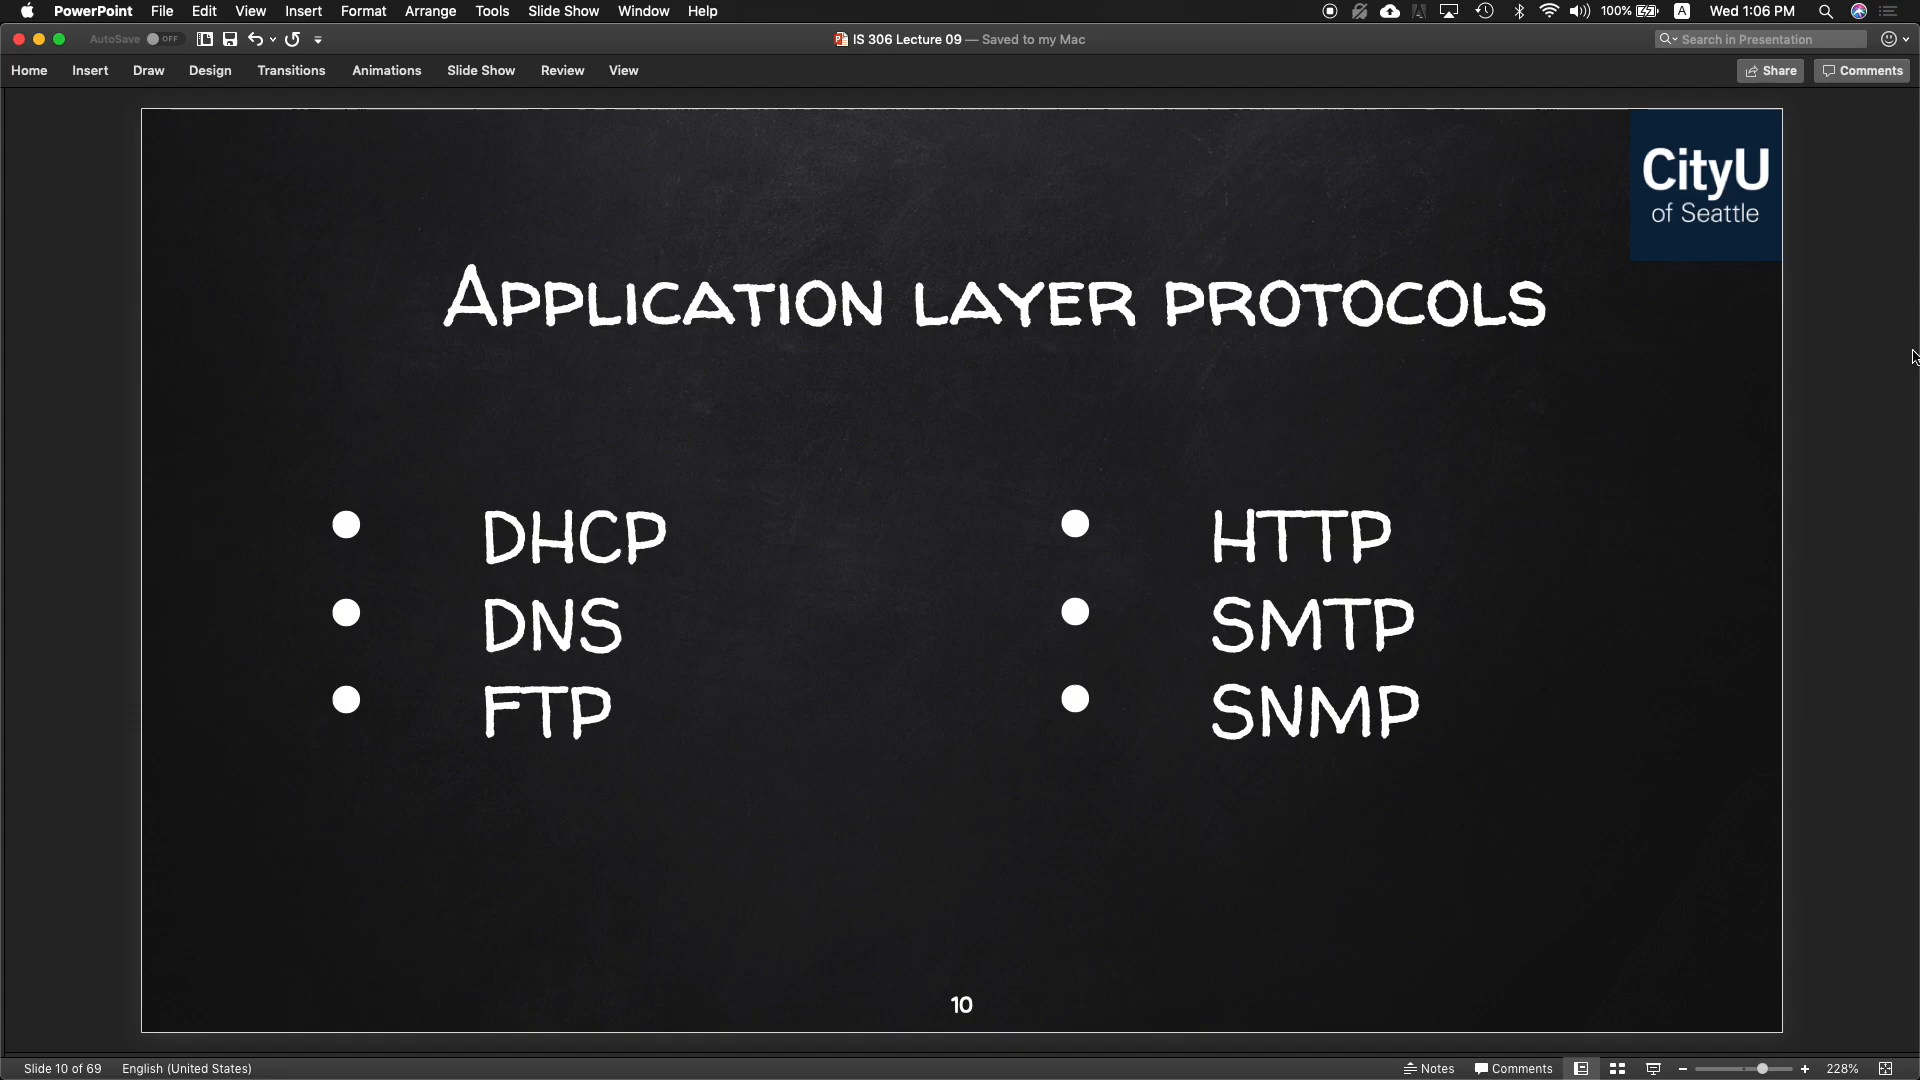 PowerPoint File Edit View Insert Format Arrange Tools Slide Show Window Help 100% A Wed 1:06 PM
AutoSave OFF IS 306 Lecture 09 — Saved to my Mac Search in Presentation
Home Insert Draw Design Transitions Animations Slide Show Review View Share Comments
CityU
of Seattle
Application layer protocols
DHCP
DNS
FTP
HTTP
SMTP
SNMP
10
Slide 10 of 69 English (United States) Notes Comments 228%